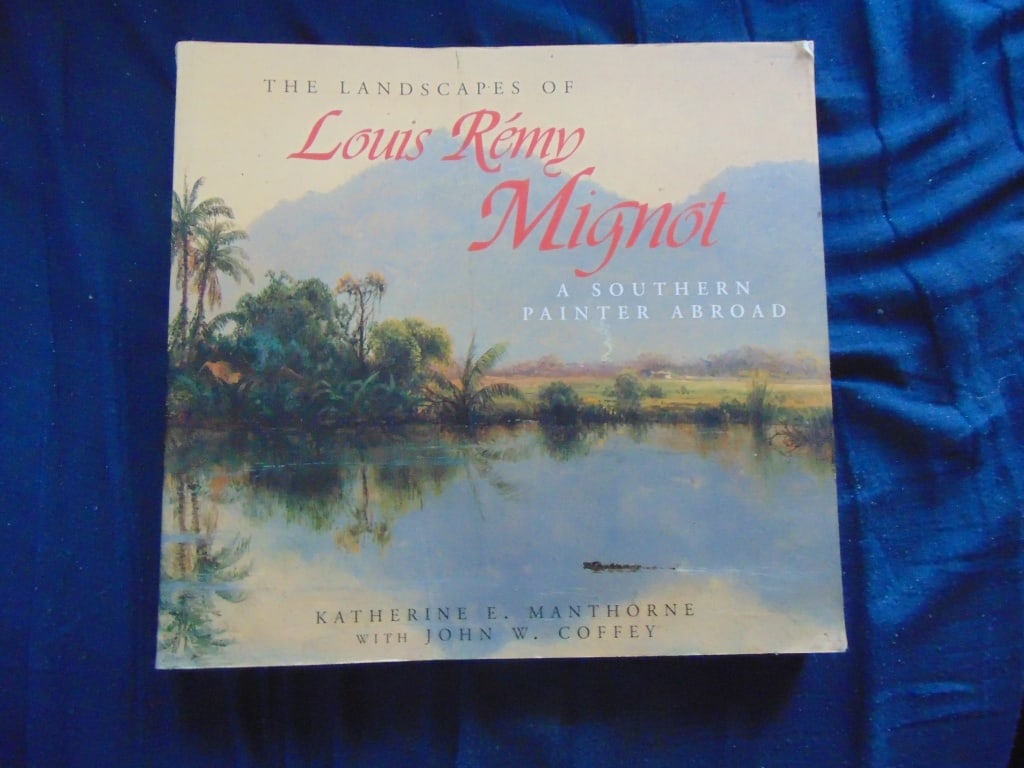 THE LANDSCAPES OF
Louis Rémy
Mignot
A SOUTHERN
PAINTER ABROAD
KATHERINE E. MANTHORNE
WITH JOHN W. COFFEY